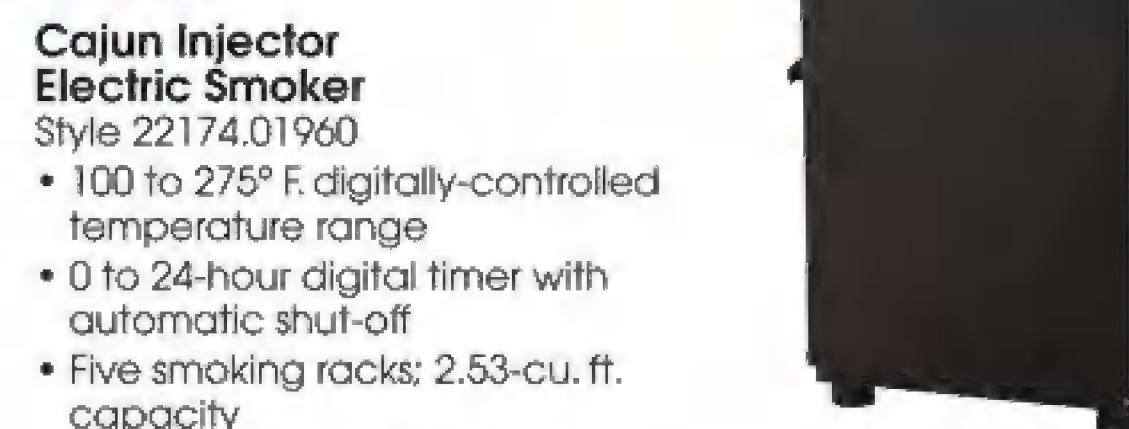 Cajun Injector
Electric Smoker
Style 22174.01960
• 100 to 275° F. digitally-controlled
temperature range
• 0 to 24-hour digital timer with
automatic shut-off
• Five smoking racks; 2.53-cu. ft.
capacity